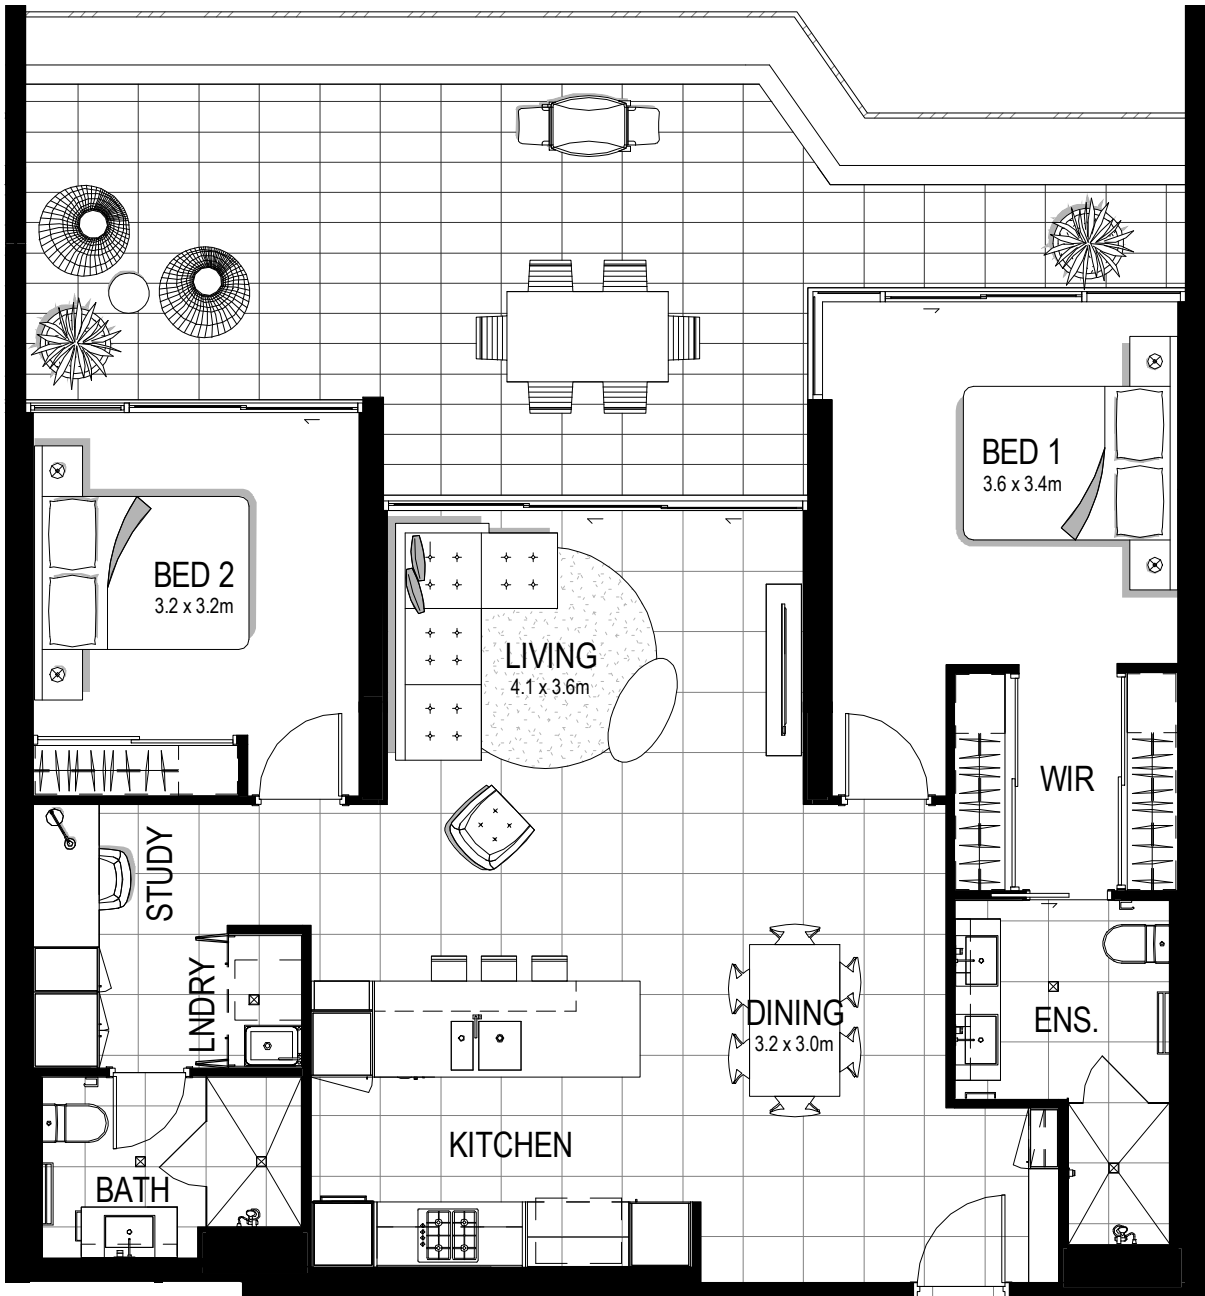 BED 1
3.6 x 3.4m
BED 2
3.2 x 3.2m
LIVING
4.1 x 3.6m
WIR
STUDY
LNDRY
DINING
3.2 x 3.0m
ENS.
KITCHEN
BATH